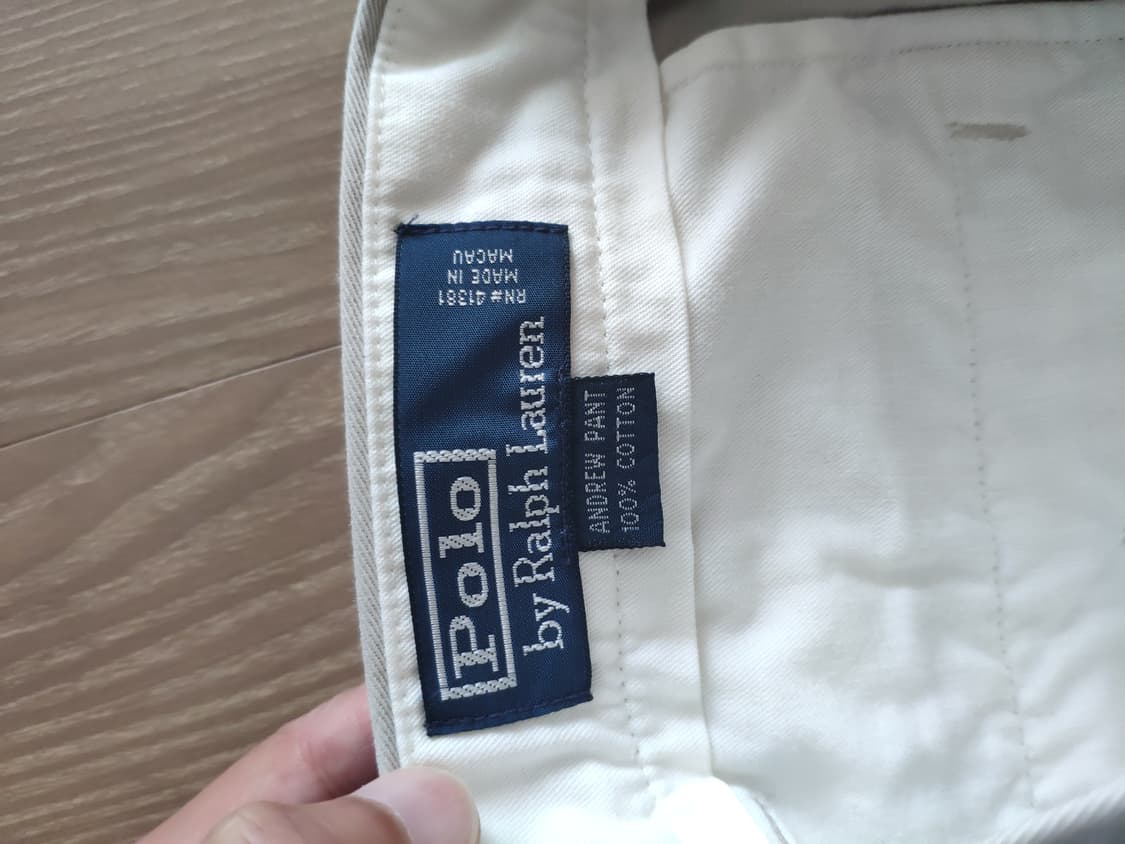 Polo
by Ralph Lauren
RN# 41381
MADE IN
MACAU
ANDREW PANT
100% COTTON